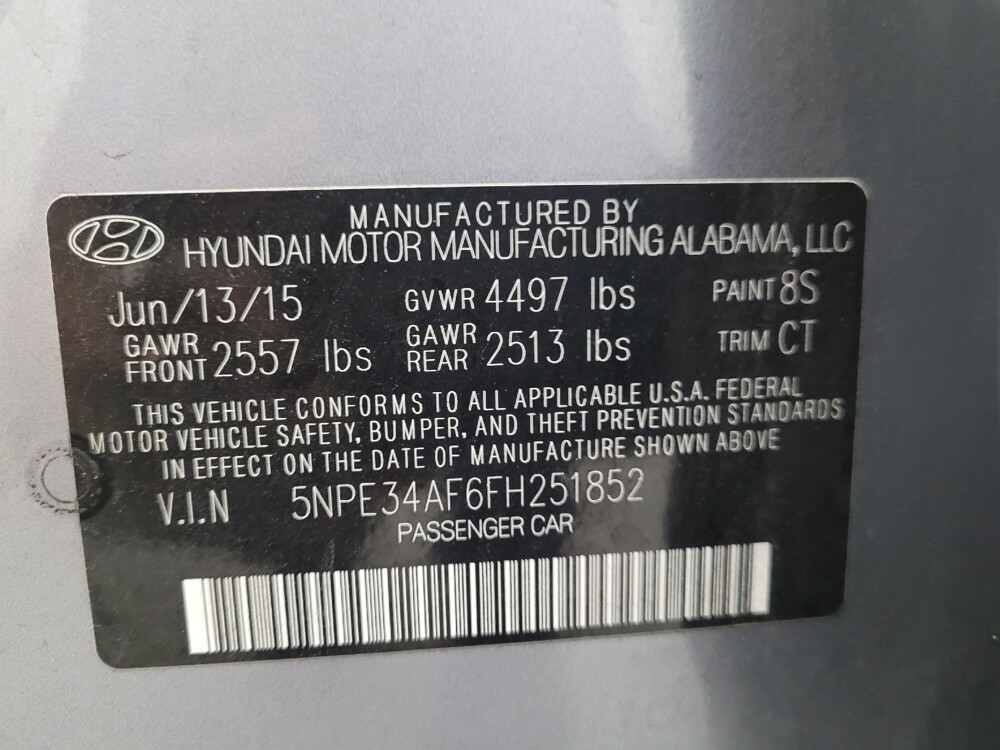 MANUFACTURED BY
HYUNDAI MOTOR MANUFACTURING ALABAMA, LLC
Jun/13/15 GVWR 4497 lbs PAINT 8S
GAWR FRONT 2557 lbs GAWR REAR 2513 lbs TRIM CT
THIS VEHICLE CONFORMS TO ALL APPLICABLE U.S.A. FEDERAL
MOTOR VEHICLE SAFETY, BUMPER, AND THEFT PREVENTION STANDARDS
IN EFFECT ON THE DATE OF MANUFACTURE SHOWN ABOVE
V.I.N 5NPE34AF6FH251852
PASSENGER CAR